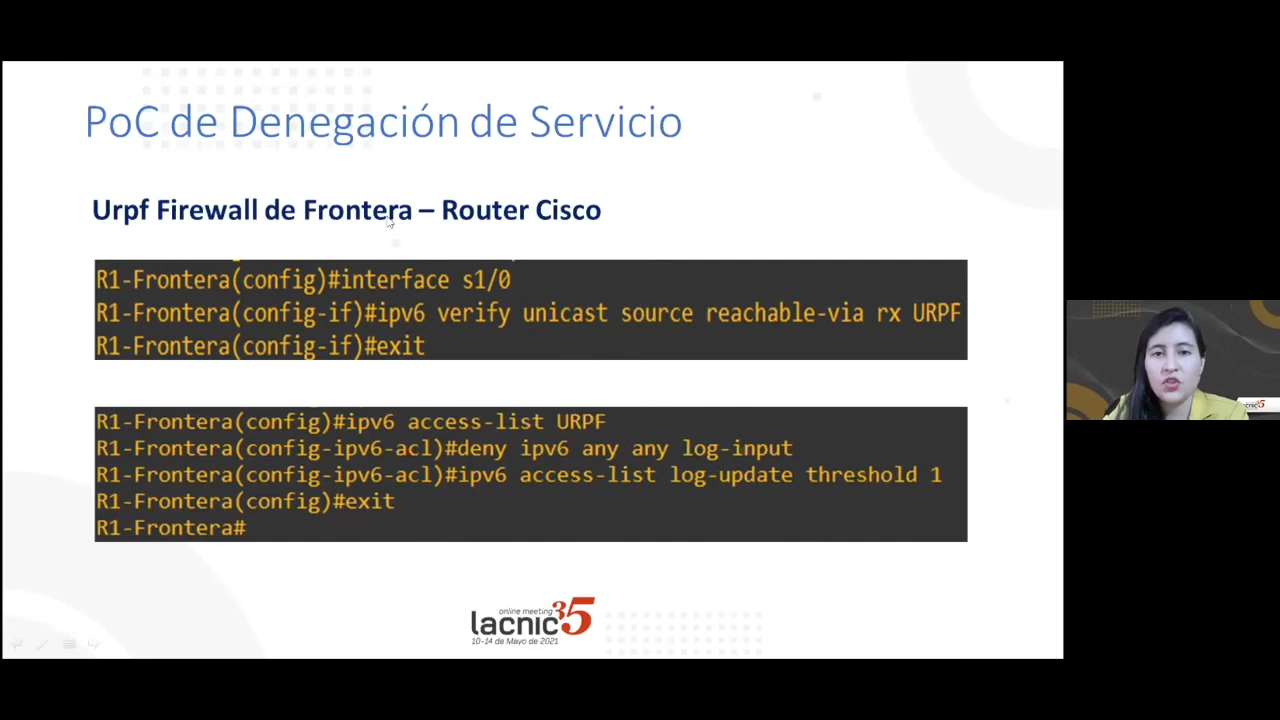 PoC de Denegación de Servicio
Urpf Firewall de Frontera – Router Cisco
R1-Frontera(config)#interface s1/0
R1-Frontera(config-if)#ipv6 verify unicast source reachable-via rx URPF
R1-Frontera(config-if)#exit
R1-Frontera(config)#ipv6 access-list URPF
R1-Frontera(config-ipv6-acl)#deny ipv6 any any log-input
R1-Frontera(config-ipv6-acl)#ipv6 access-list log-update threshold 1
R1-Frontera(config)#exit
R1-Frontera#
online meeting
lacnic35
10-14 de Mayo de 2021